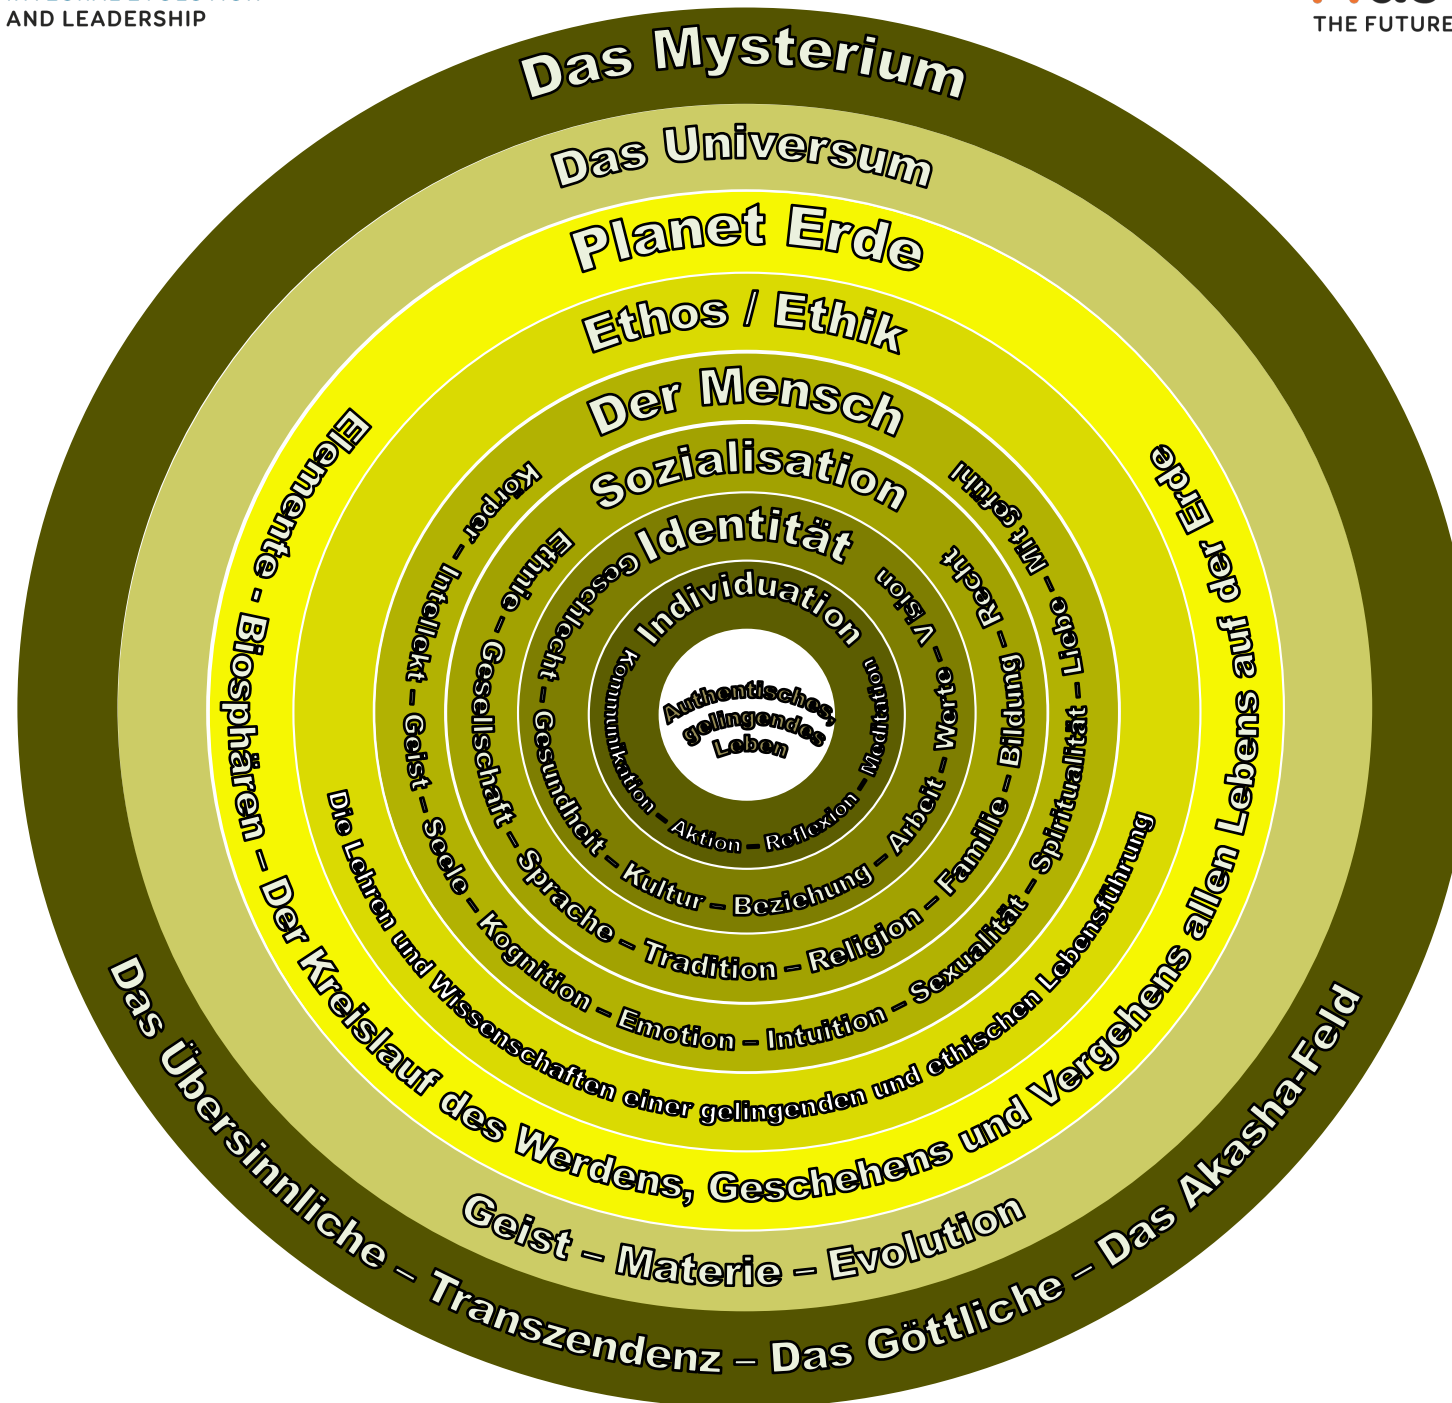 AND LEADERSHIP
THE FUTURE
Das Mysterium
Das Universum
Planet Erde
Ethos / Ethik
Der Mensch
Sozialisation
Identität
Individuation
Authentisches,
gelingendes
Leben
Kommunikation – Aktion – Reflexion – Meditation
Geschlecht – Gesundheit – Kultur – Beziehung – Arbeit – Werte – Vision
Ethnie – Gesellschaft – Sprache – Tradition – Religion – Familie – Bildung – Recht
Körper – Intellekt – Geist – Seele – Kognition – Emotion – Intuition – Sexualität – Spiritualität – Liebe – Mit gefühl
Die Lehren und Wissenschaften einer gelingenden und ethischen Lebensführung
Elemente - Biosphären – Der Kreislauf des Werdens, Geschehens und Vergehens allen Lebens auf der Erde
Geist – Materie – Evolution
Das Übersinnliche – Transzendenz – Das Göttliche – Das Akasha-Feld